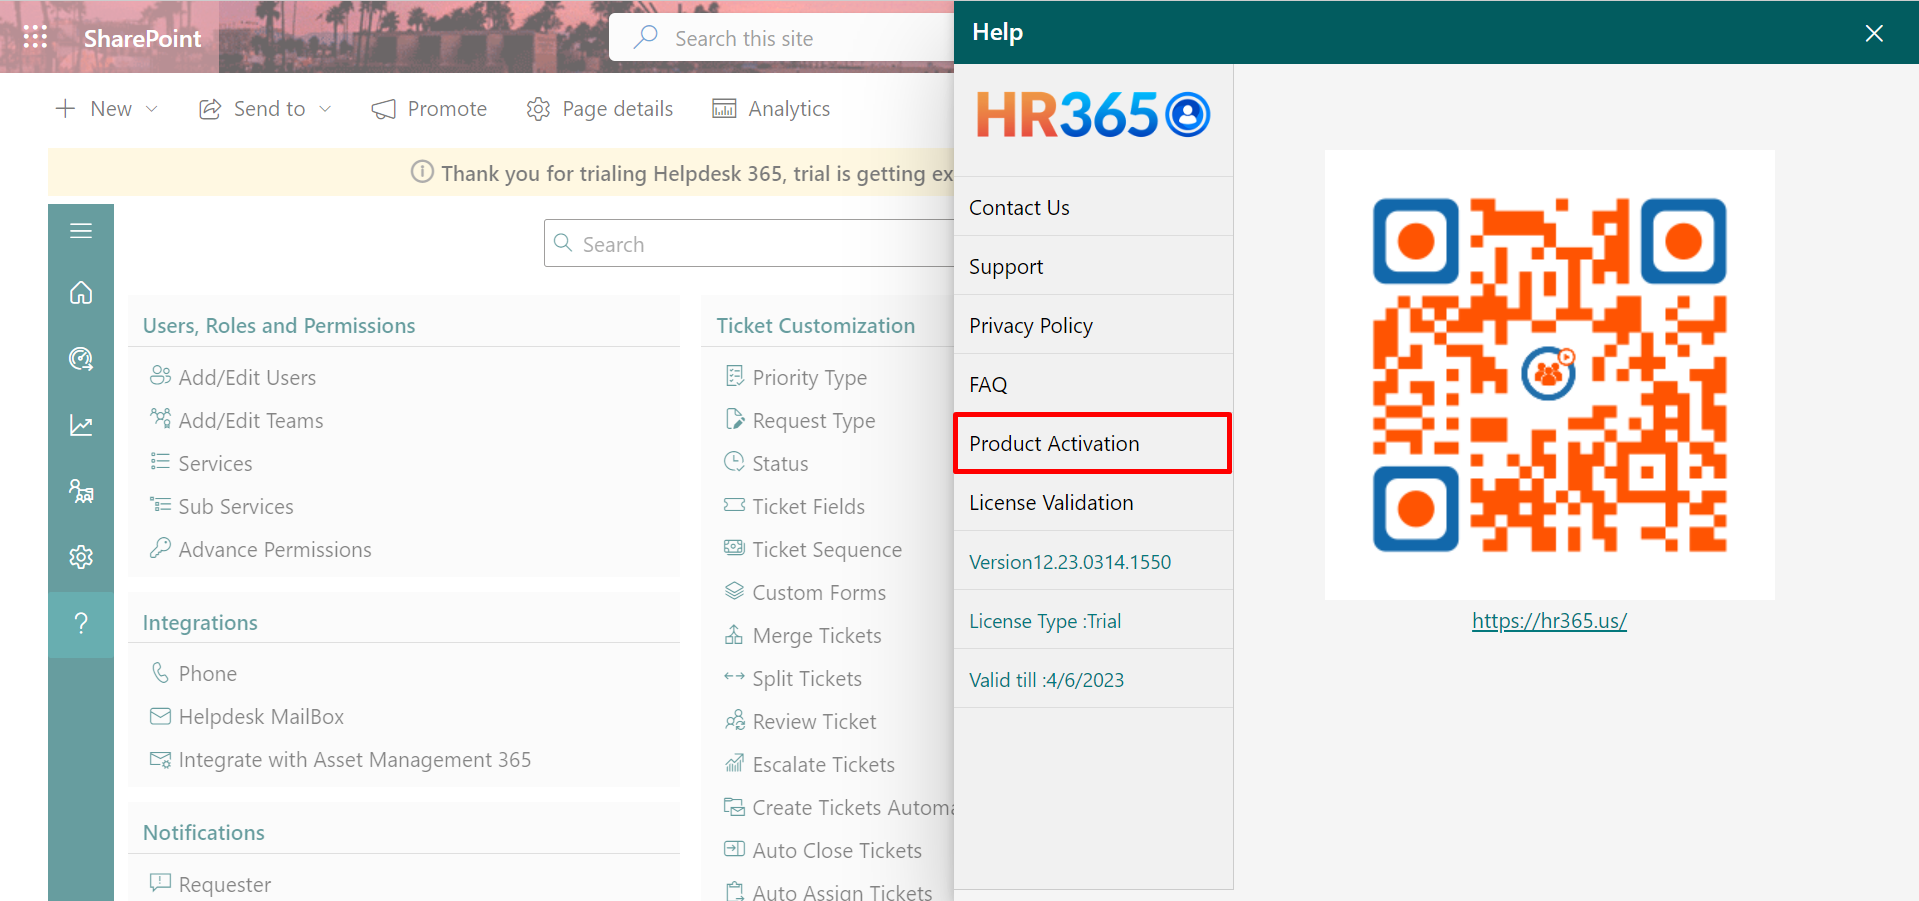 SharePoint
Search this site
New
Send to
Promote
Page details
Analytics
Thank you for trialing Helpdesk 365, trial is getting ex
Search
Users, Roles and Permissions
Add/Edit Users
Add/Edit Teams
Services
Sub Services
Advance Permissions
Integrations
Phone
Helpdesk MailBox
Integrate with Asset Management 365
Notifications
Requester
Ticket Customization
Priority Type
Request Type
Status
Ticket Fields
Ticket Sequence
Custom Forms
Merge Tickets
Split Tickets
Review Ticket
Escalate Tickets
Create Tickets Automa
Auto Close Tickets
Auto Assign Tickets
Help
HR365
Contact Us
Support
Privacy Policy
FAQ
Product Activation
License Validation
Version12.23.0314.1550
License Type :Trial
Valid till :4/6/2023
https://hr365.us/